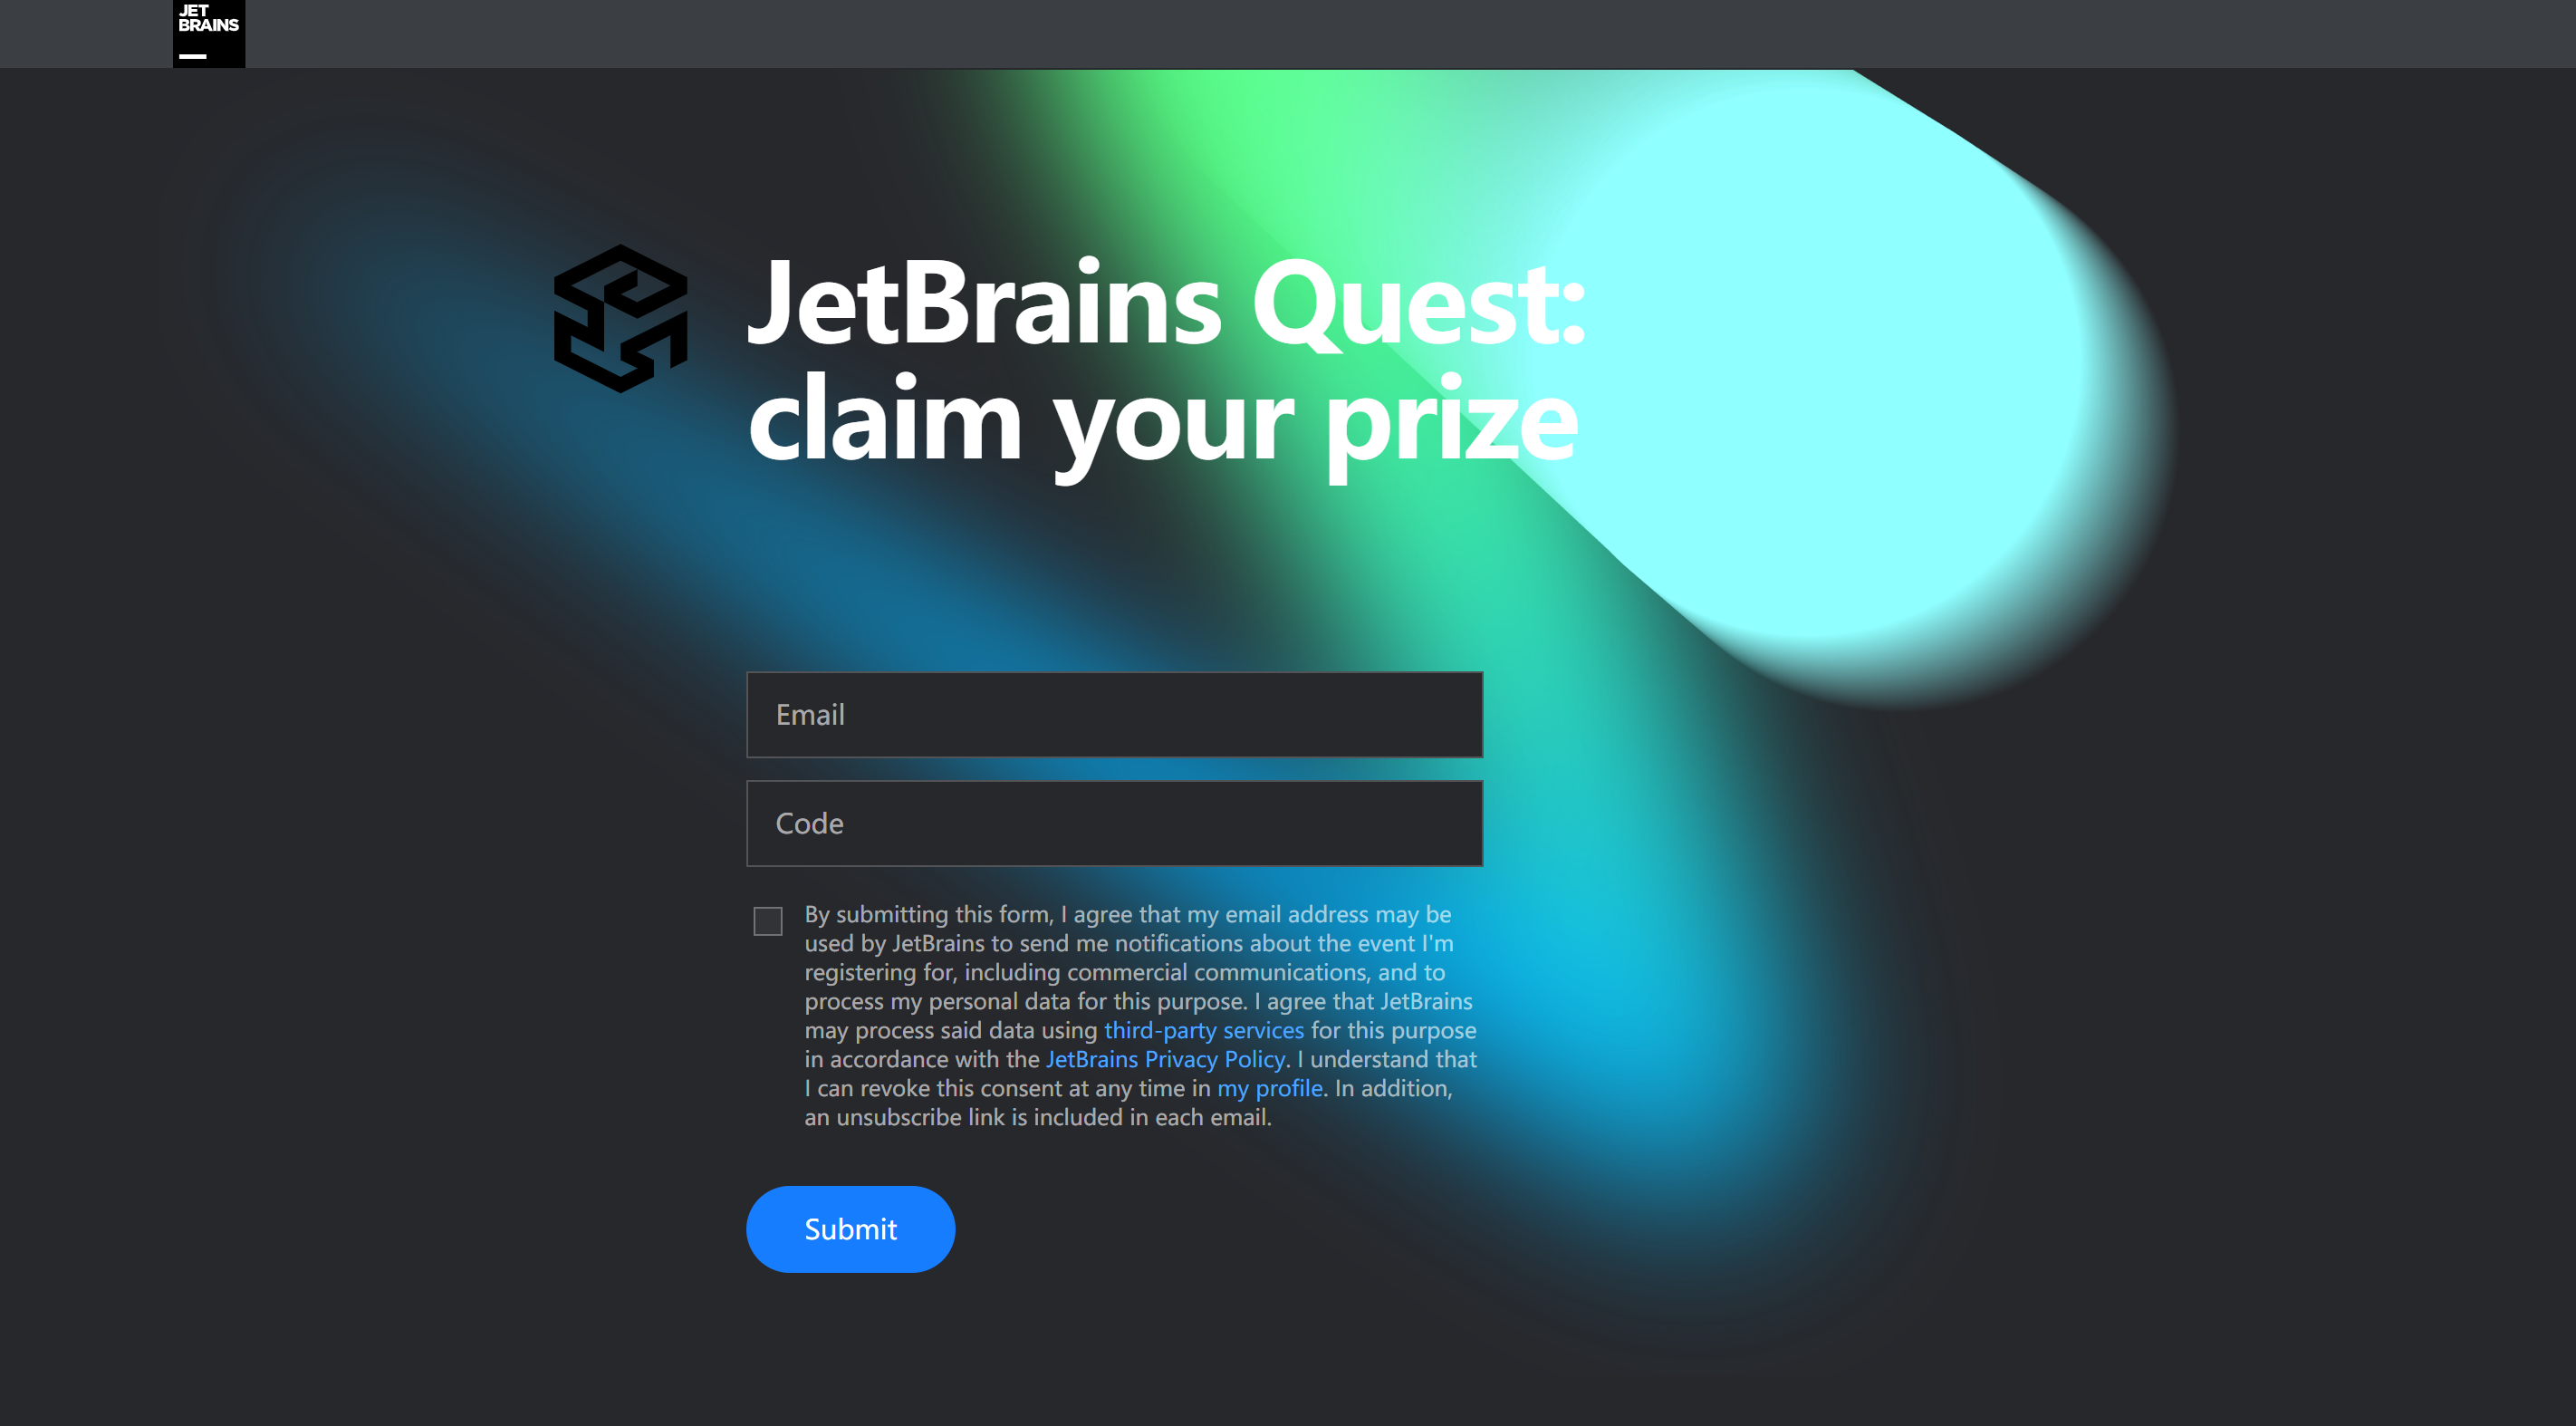 JET
BRAINS
JetBrains Quest:
claim your prize
Email
Code
By submitting this form, I agree that my email address may be
used by JetBrains to send me notifications about the event I'm
registering for, including commercial communications, and to
process my personal data for this purpose. I agree that JetBrains
may process said data using third-party services for this purpose
in accordance with the JetBrains Privacy Policy. I understand that
I can revoke this consent at any time in my profile. In addition,
an unsubscribe link is included in each email.
Submit